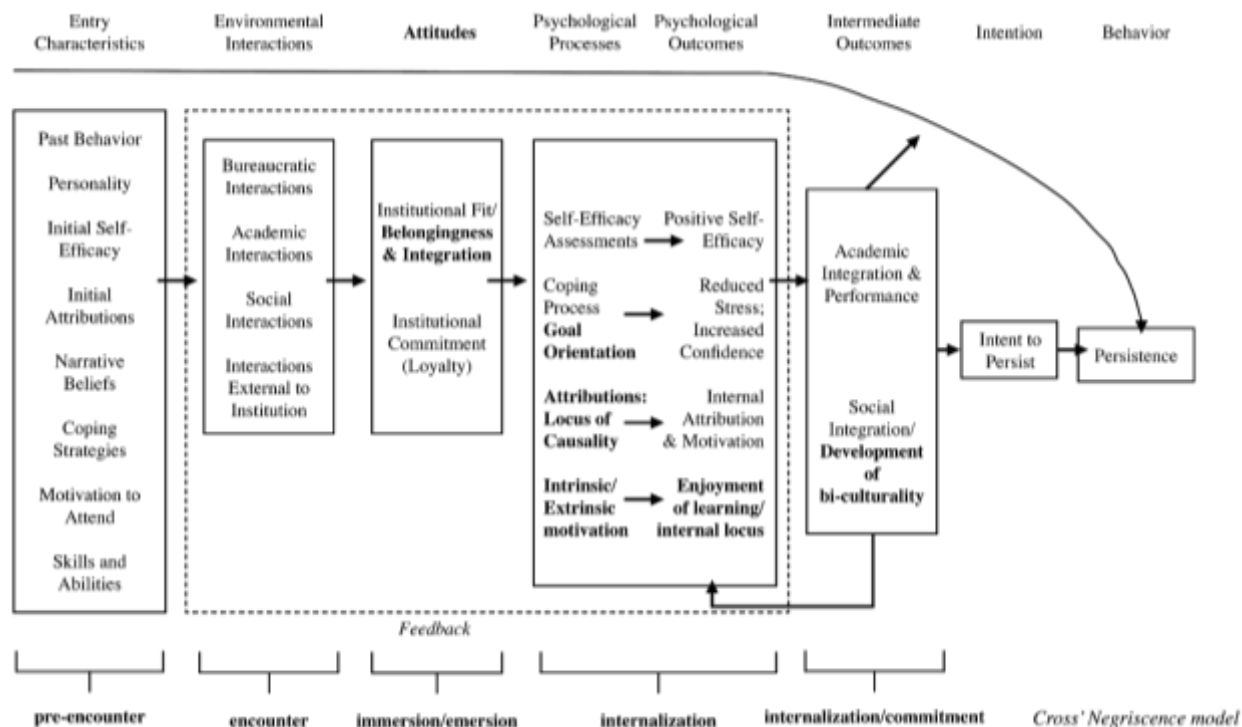 Entry
Characteristics
Environmental
Interactions
Attitudes
Psychological
Processes
Psychological
Outcomes
Intermediate
Outcomes
Intention
Behavior
Past Behavior
Personality
Initial Self-
Efficacy
Initial
Attributions
Narrative
Beliefs
Coping
Strategies
Motivation to
Attend
Skills and
Abilities
Bureaucratic
Interactions
Academic
Interactions
Social
Interactions
Interactions
External to
Institution
Institutional Fit/
Belongingness
& Integration
Institutional
Commitment
(Loyalty)
Self-Efficacy
Assessments
Positive Self-
Efficacy
Coping
Process
Goal
Orientation
Reduced
Stress;
Increased
Confidence
Attributions:
Locus of
Causality
Internal
Attribution
& Motivation
Intrinsic/
Extrinsic
motivation
Enjoyment
of learning/
internal locus
Academic
Integration &
Performance
Social
Integration/
Development
of
bi-culturality
Intent to
Persist
Persistence
Feedback
pre-encounter
encounter
immersion/emersion
internalization
internalization/commitment
Cross' Negriscence model